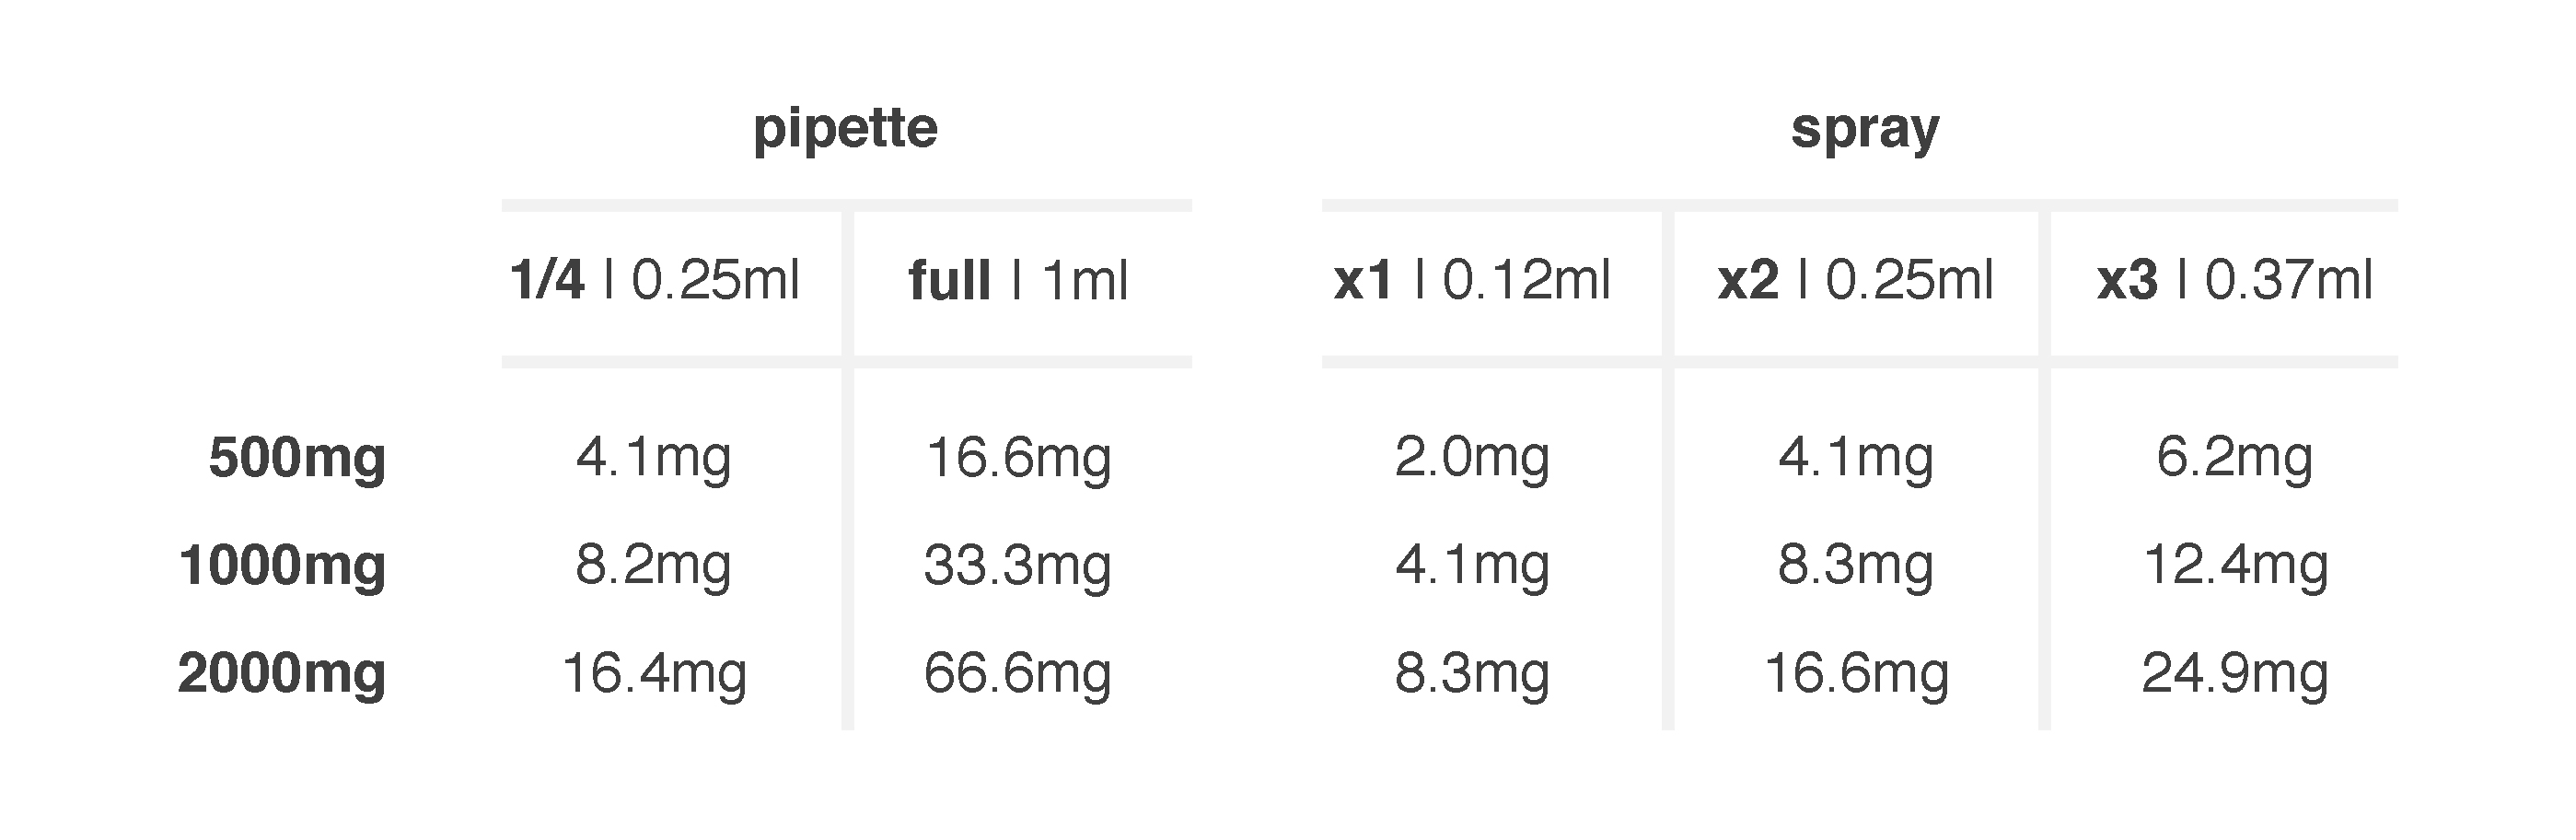 pipette spray
1/4 | 0.25ml full | 1ml x1 | 0.12ml x2 | 0.25ml x3 | 0.37ml
500mg 4.1mg 16.6mg 2.0mg 4.1mg 6.2mg
1000mg 8.2mg 33.3mg 4.1mg 8.3mg 12.4mg
2000mg 16.4mg 66.6mg 8.3mg 16.6mg 24.9mg